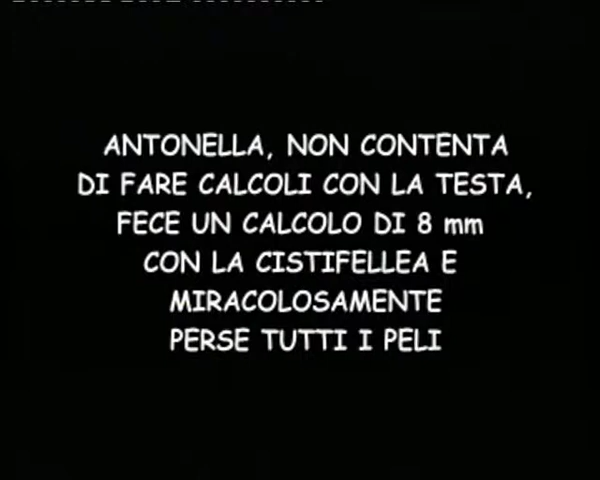 ANTONELLA, NON CONTENTA
DI FARE CALCOLI CON LA TESTA,
FECE UN CALCOLO DI 8 mm
CON LA CISTIFELLEA E
MIRACOLOSAMENTE
PERSE TUTTI I PELI